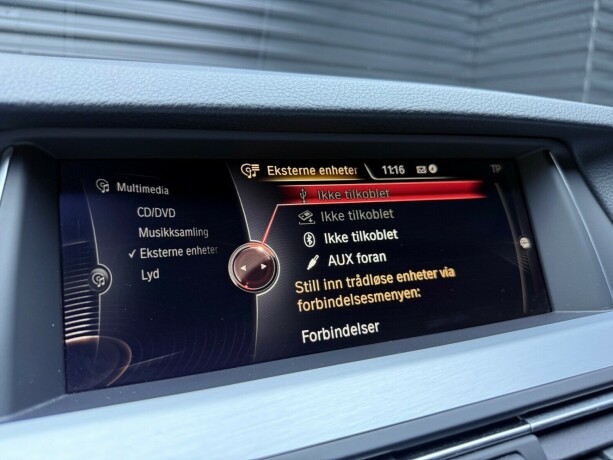 Multimedia
CD/DVD
Musikksamling
Eksterne enheter
Lyd
Eksterne enheter
11:16
TP
Ikke tilkoblet
Ikke tilkoblet
Ikke tilkoblet
AUX foran
Still inn trådløse enheter via
forbindelsesmenyen:
Forbindelser